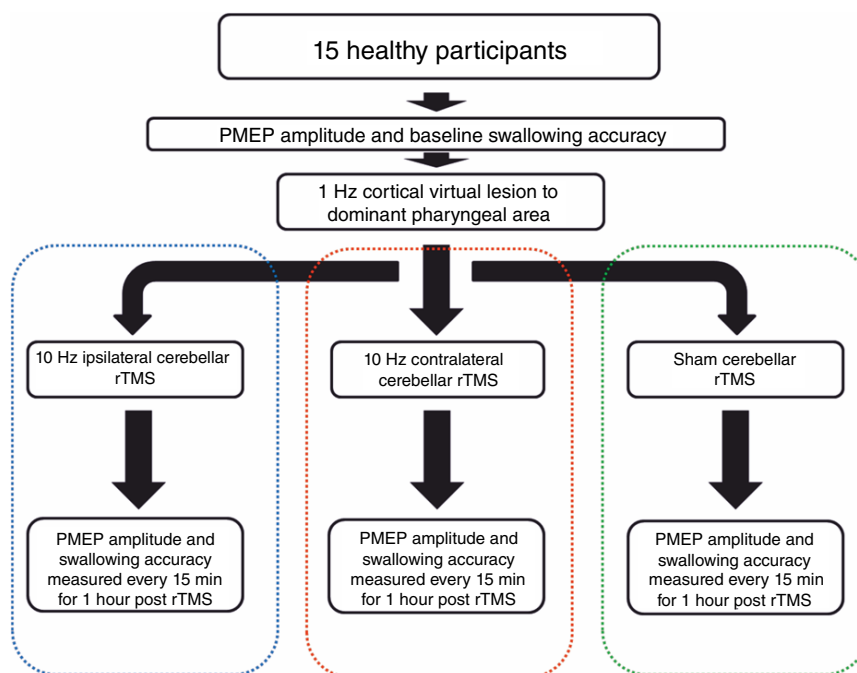 15 healthy participants
PMEP amplitude and baseline swallowing accuracy
1 Hz cortical virtual lesion to
dominant pharyngeal area
10 Hz ipsilateral cerebellar
rTMS
10 Hz contralateral
cerebellar rTMS
Sham cerebellar
rTMS
PMEP amplitude and
swallowing accuracy
measured every 15 min
for 1 hour post rTMS
PMEP amplitude and
swallowing accuracy
measured every 15 min
for 1 hour post rTMS
PMEP amplitude and
swallowing accuracy
measured every 15 min
for 1 hour post rTMS